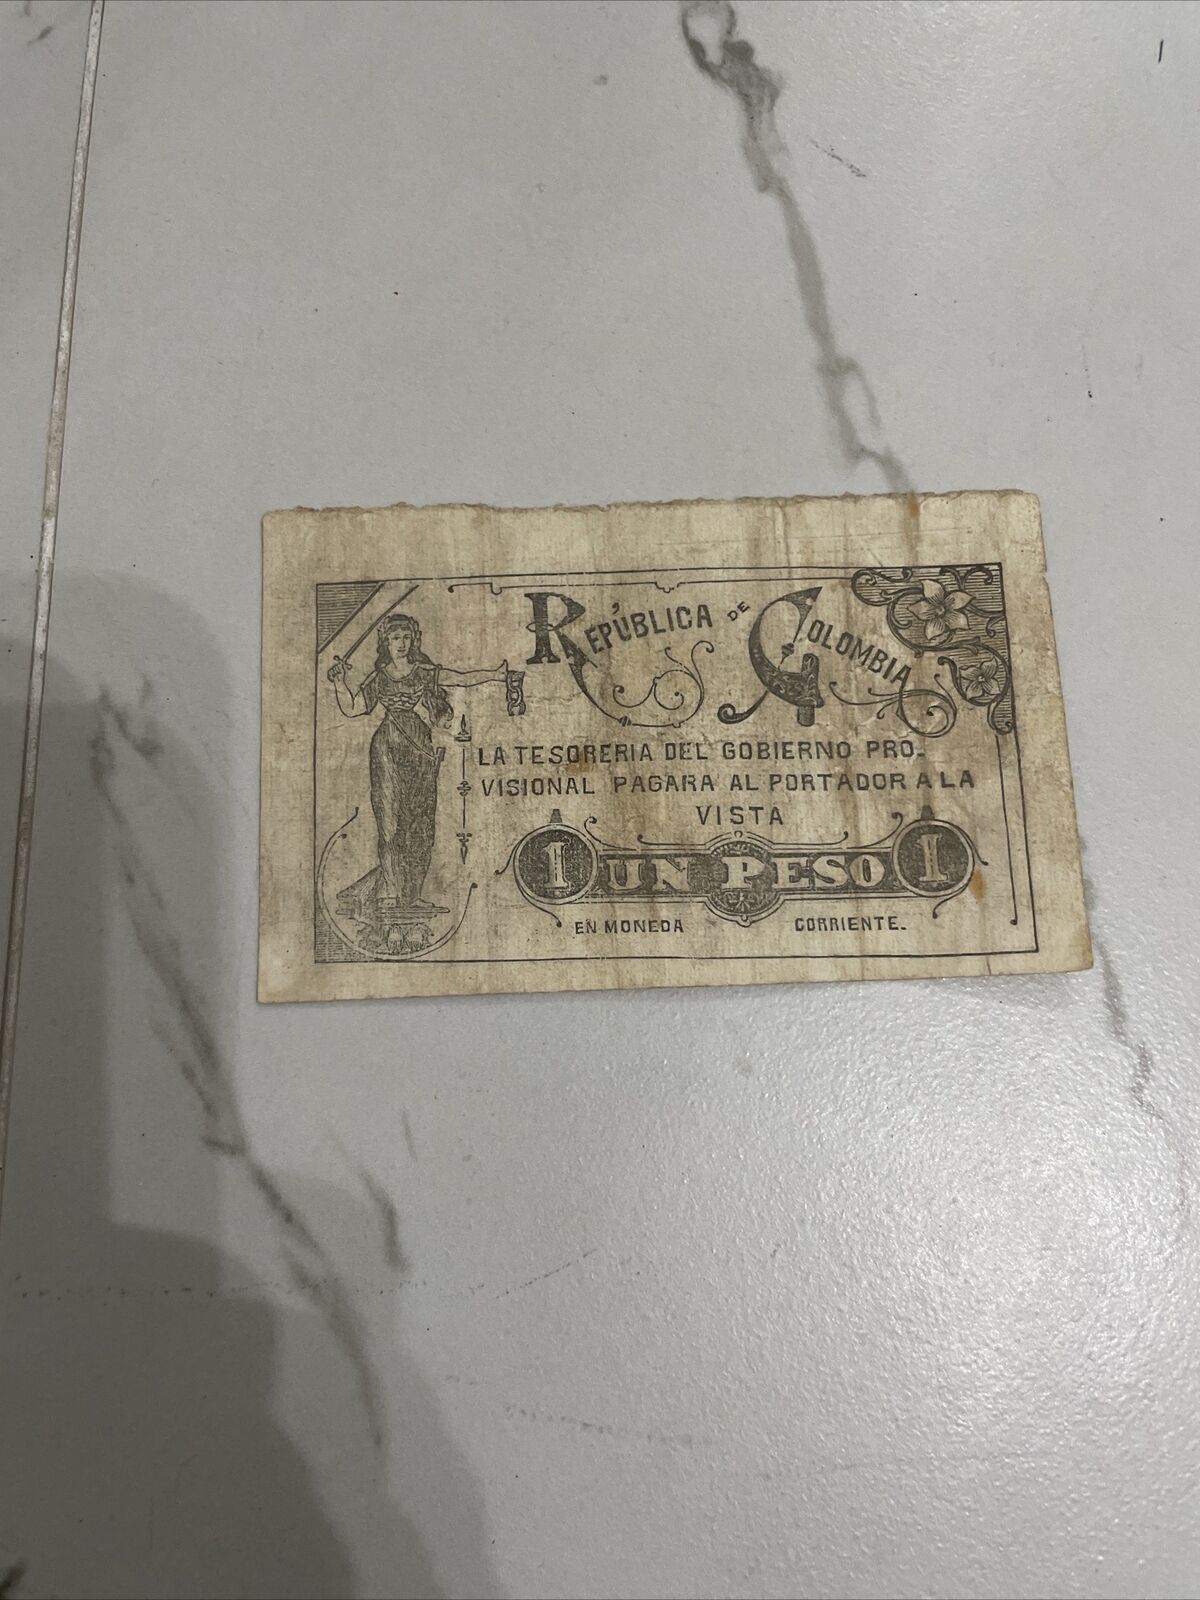 REPÚBLICA DE COLOMBIA
LA TESORERIA DEL GOBIERNO PRO-
VISIONAL PAGARA AL PORTADOR A LA
VISTA
1 UN PESO 1
EN MONEDA CORRIENTE.